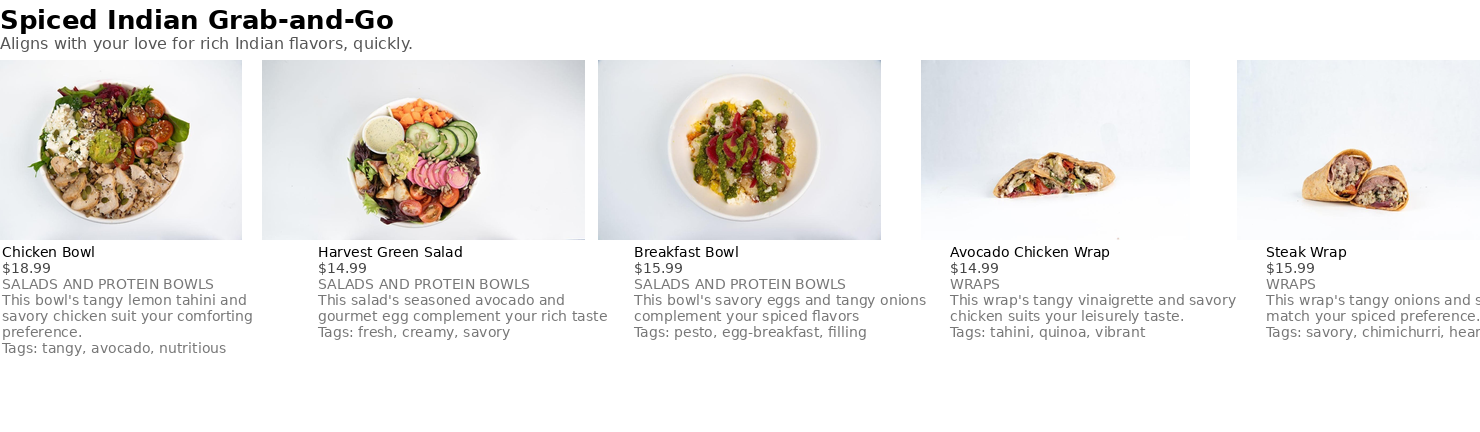 Spiced Indian Grab-and-Go
Aligns with your love for rich Indian flavors, quickly.
Chicken Bowl
$18.99
SALADS AND PROTEIN BOWLS
This bowl's tangy lemon tahini and
savory chicken suit your comforting
preference.
Tags: tangy, avocado, nutritious
Harvest Green Salad
$14.99
SALADS AND PROTEIN BOWLS
This salad's seasoned avocado and
gourmet egg complement your rich taste
Tags: fresh, creamy, savory
Breakfast Bowl
$15.99
SALADS AND PROTEIN BOWLS
This bowl's savory eggs and tangy onions
complement your spiced flavors
Tags: pesto, egg-breakfast, filling
Avocado Chicken Wrap
$14.99
WRAPS
This wrap's tangy vinaigrette and savory
chicken suits your leisurely taste.
Tags: tahini, quinoa, vibrant
Steak Wrap
$15.99
WRAPS
This wrap's tangy onions and
match your spiced preference.
Tags: savory, chimichurri,